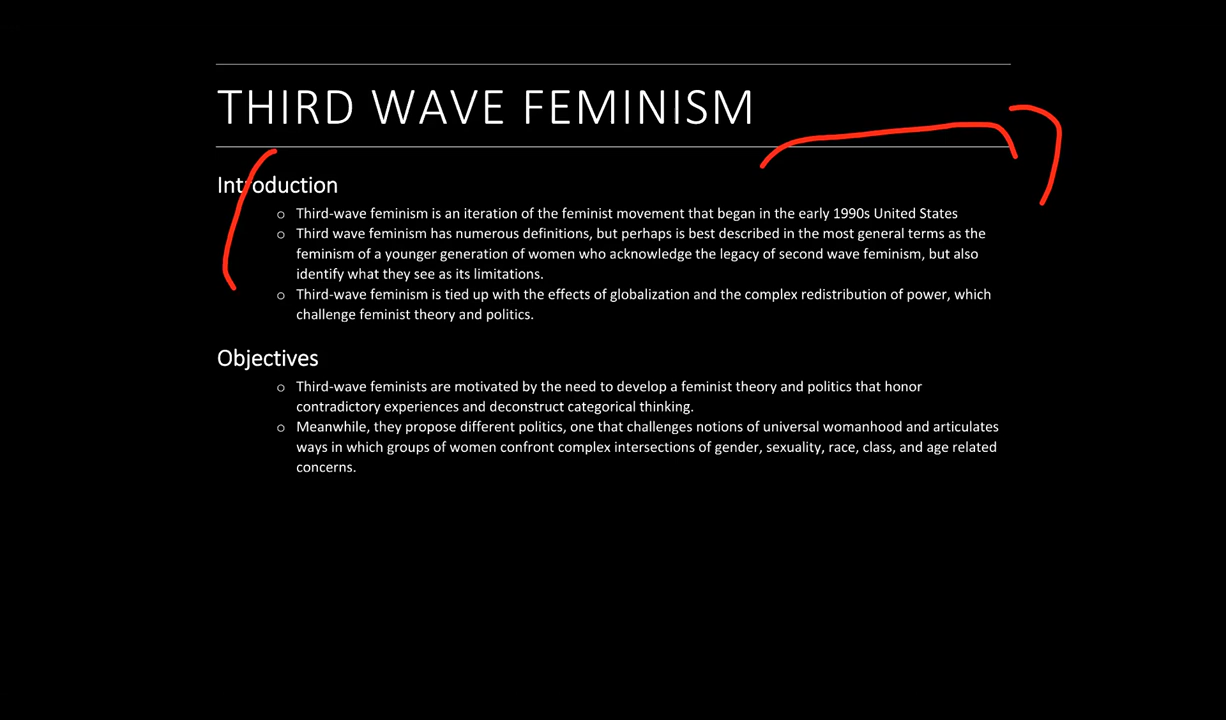 THIRD WAVE FEMINISM
Introduction
o Third-wave feminism is an iteration of the feminist movement that began in the early 1990s United States
o Third wave feminism has numerous definitions, but perhaps is best described in the most general terms as the
feminism of a younger generation of women who acknowledge the legacy of second wave feminism, but also
identify what they see as its limitations.
o Third-wave feminism is tied up with the effects of globalization and the complex redistribution of power, which
challenge feminist theory and politics.
Objectives
o Third-wave feminists are motivated by the need to develop a feminist theory and politics that honor
contradictory experiences and deconstruct categorical thinking.
o Meanwhile, they propose different politics, one that challenges notions of universal womanhood and articulates
ways in which groups of women confront complex intersections of gender, sexuality, race, class, and age related
concerns.